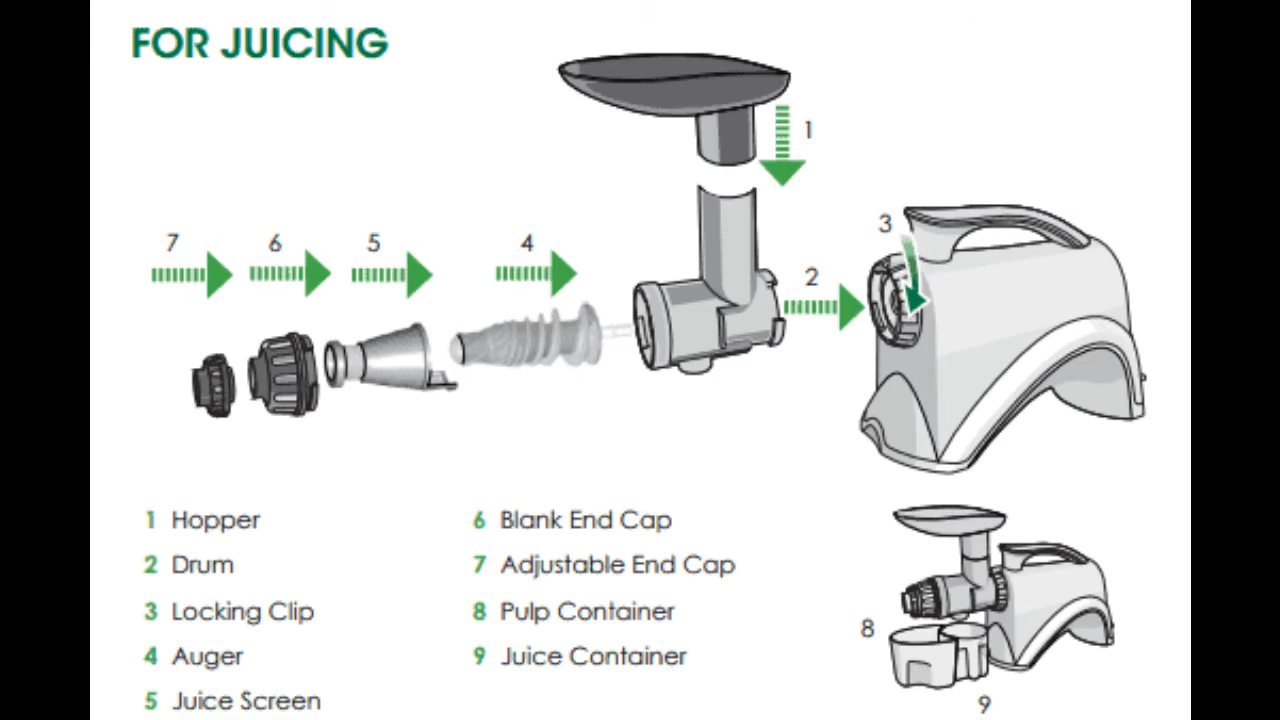 FOR JUICING
1
7
6
5
4
3
2
1 Hopper
2 Drum
3 Locking Clip
4 Auger
5 Juice Screen
6 Blank End Cap
7 Adjustable End Cap
8 Pulp Container
9 Juice Container
8
9